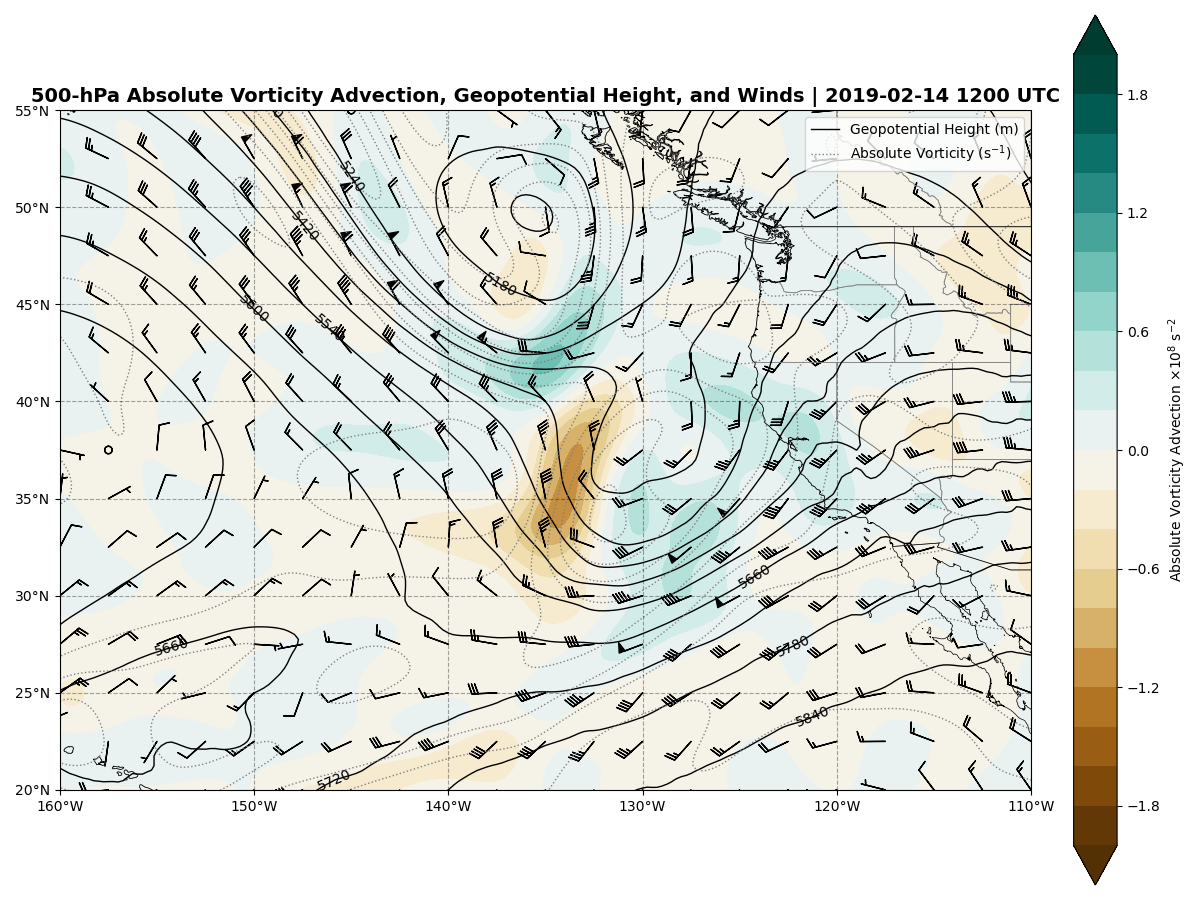 500-hPa Absolute Vorticity Advection, Geopotential Height, and Winds | 2019-02-14 1200 UTC
Geopotential Height (m)
Absolute Vorticity (s⁻¹)
55°N
50°N
45°N
40°N
35°N
30°N
25°N
20°N
160°W
150°W
140°W
130°W
120°W
110°W
5240
5420
5180
5600
5540
5660
5660
5780
5840
5720
1.8
1.2
0.6
0.0
−0.6
−1.2
−1.8
Absolute Vorticity Advection ×10⁸ s⁻²